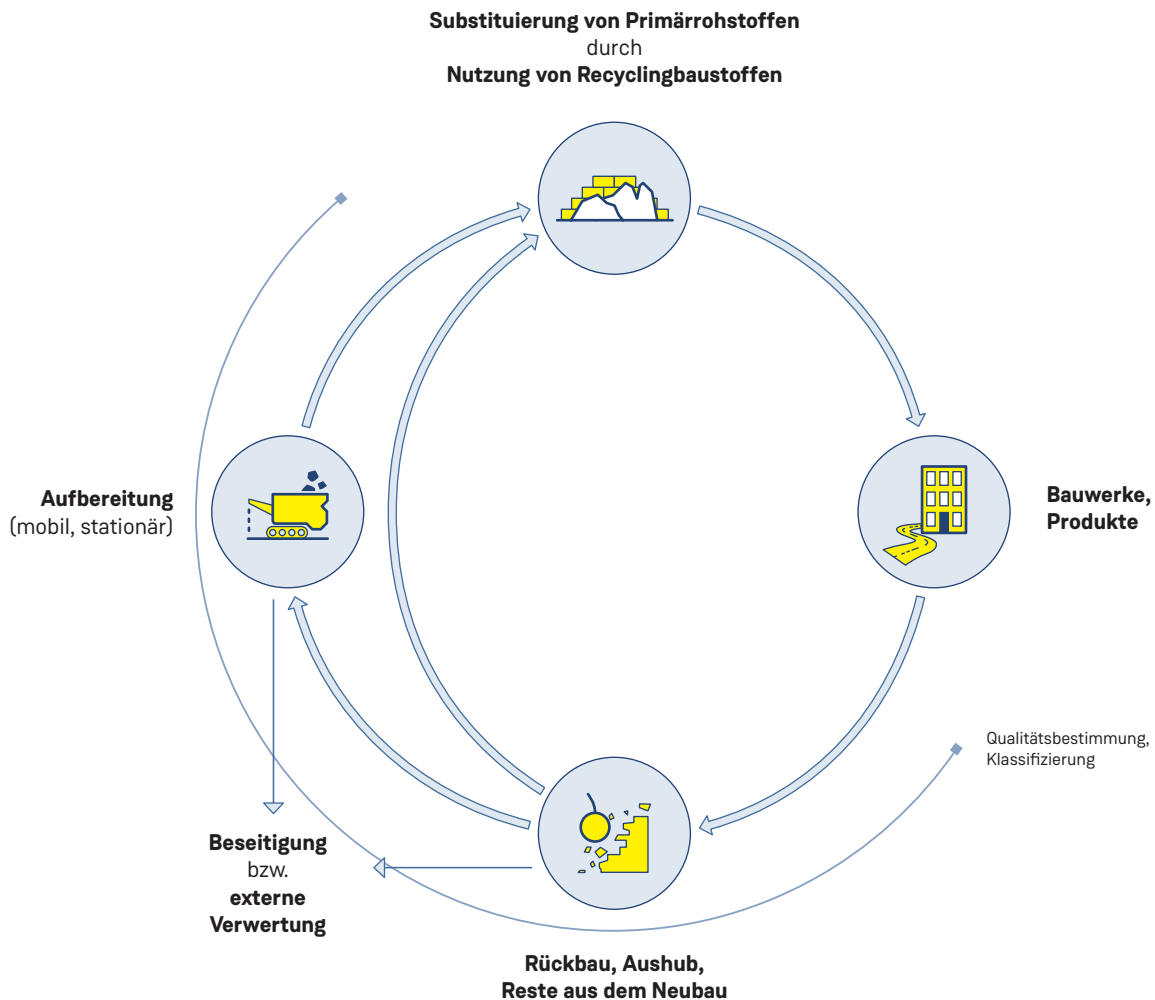 Substituierung von Primärrohstoffen
durch
Nutzung von Recyclingbaustoffen
Aufbereitung
(mobil, stationär)
Bauwerke,
Produkte
Qualitätsbestimmung,
Klassifizierung
Beseitigung
bzw.
externe
Verwertung
Rückbau, Aushub,
Reste aus dem Neubau